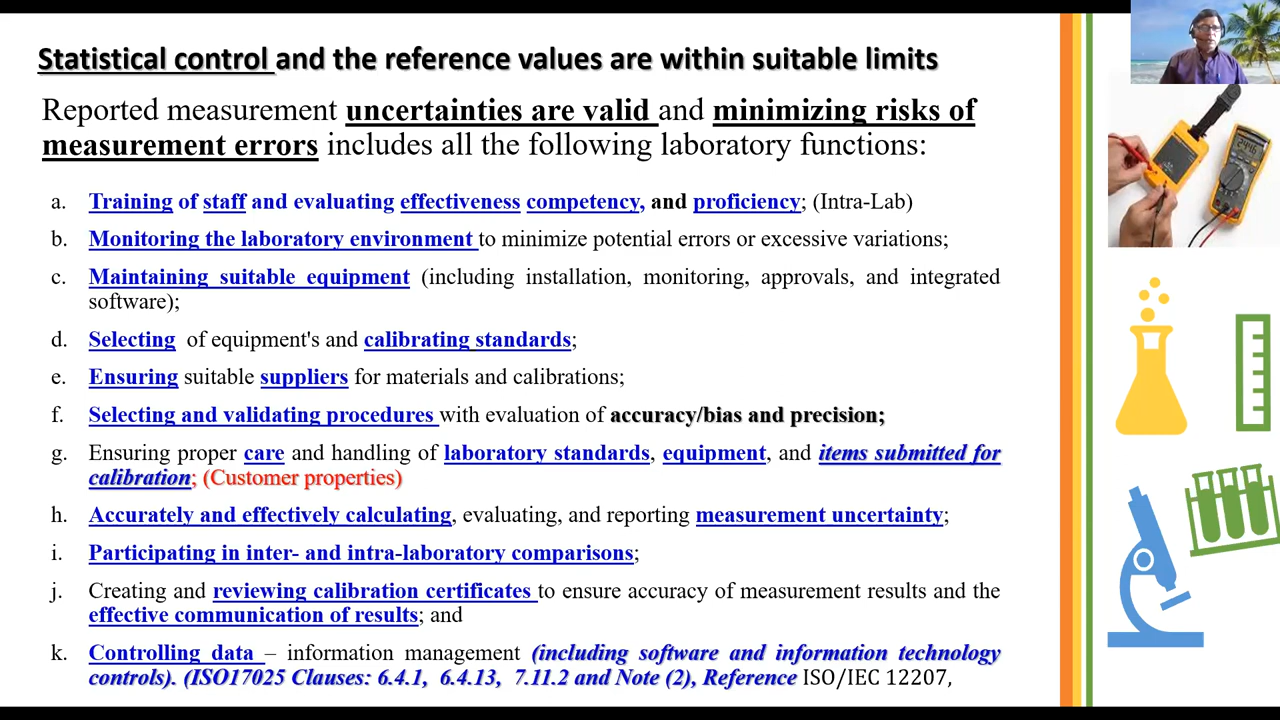 Statistical control and the reference values are within suitable limits
Reported measurement uncertainties are valid and minimizing risks of
measurement errors includes all the following laboratory functions:
a. Training of staff and evaluating effectiveness competency, and proficiency; (Intra-Lab)
b. Monitoring the laboratory environment to minimize potential errors or excessive variations;
c. Maintaining suitable equipment (including installation, monitoring, approvals, and integrated
software);
d. Selecting of equipment's and calibrating standards;
e. Ensuring suitable suppliers for materials and calibrations;
f. Selecting and validating procedures with evaluation of accuracy/bias and precision;
g. Ensuring proper care and handling of laboratory standards, equipment, and items submitted for
calibration; (Customer properties)
h. Accurately and effectively calculating, evaluating, and reporting measurement uncertainty;
i. Participating in inter- and intra-laboratory comparisons;
j. Creating and reviewing calibration certificates to ensure accuracy of measurement results and the
effective communication of results; and
k. Controlling data – information management (including software and information technology
controls). (ISO17025 Clauses: 6.4.1, 6.4.13, 7.11.2 and Note (2), Reference ISO/IEC 12207,